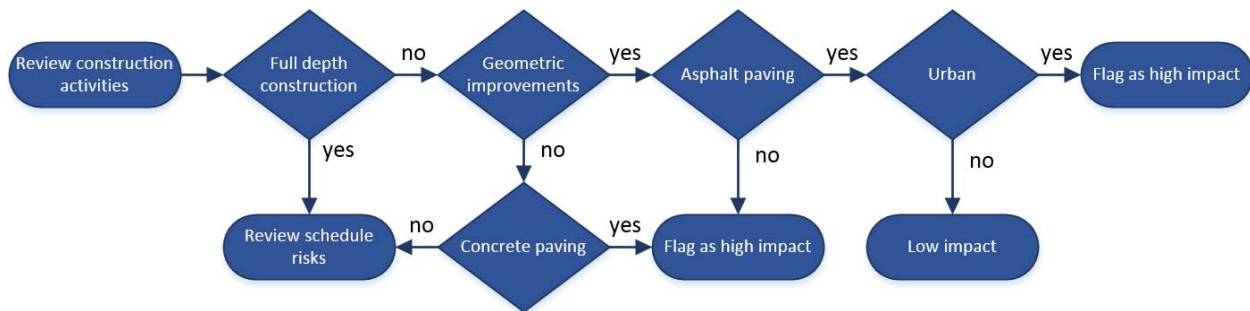 Review construction
activities
Full depth
construction
no
Geometric
improvements
yes
Asphalt paving
yes
Urban
yes
Flag as high impact
yes
no
no
no
Review schedule
risks
no
Concrete paving
yes
Flag as high impact
Low impact